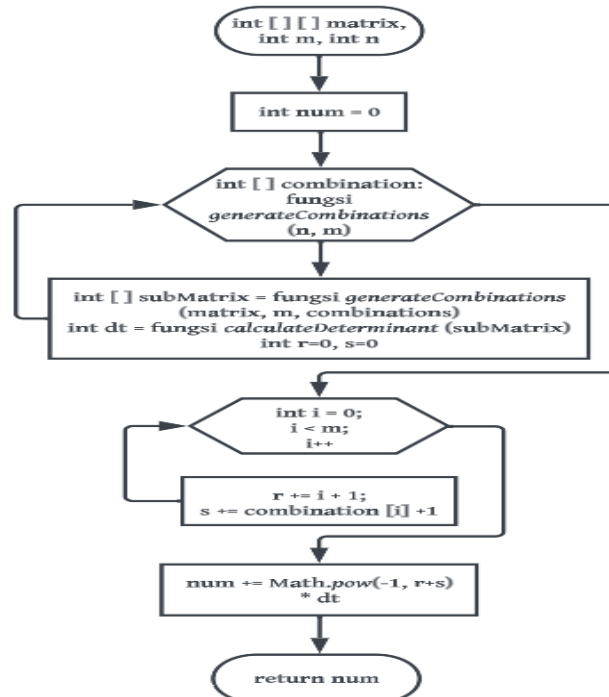 int [ ] [ ] matrix,
int m, int n
int num = 0
int [ ] combination:
fungsi
generateCombinations
(n, m)
int [ ] subMatrix = fungsi generateCombinations
(matrix, m, combinations)
int dt = fungsi calculateDeterminant (subMatrix)
int r=0, s=0
int i = 0;
i < m;
i++
r += i + 1;
s += combination [i] +1
num += Math.pow(-1, r+s)
* dt
return num